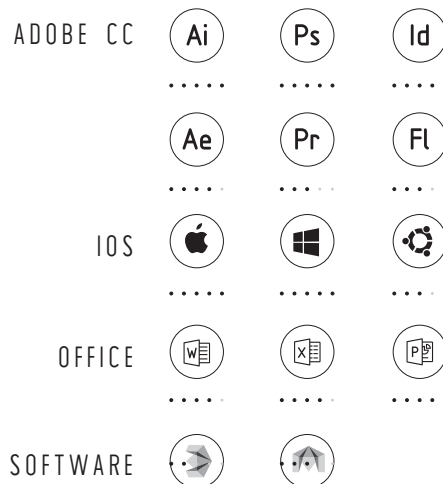 ADOBE CC Ai Ps Id
Ae Pr Fl
IOS
OFFICE W X P
SOFTWARE